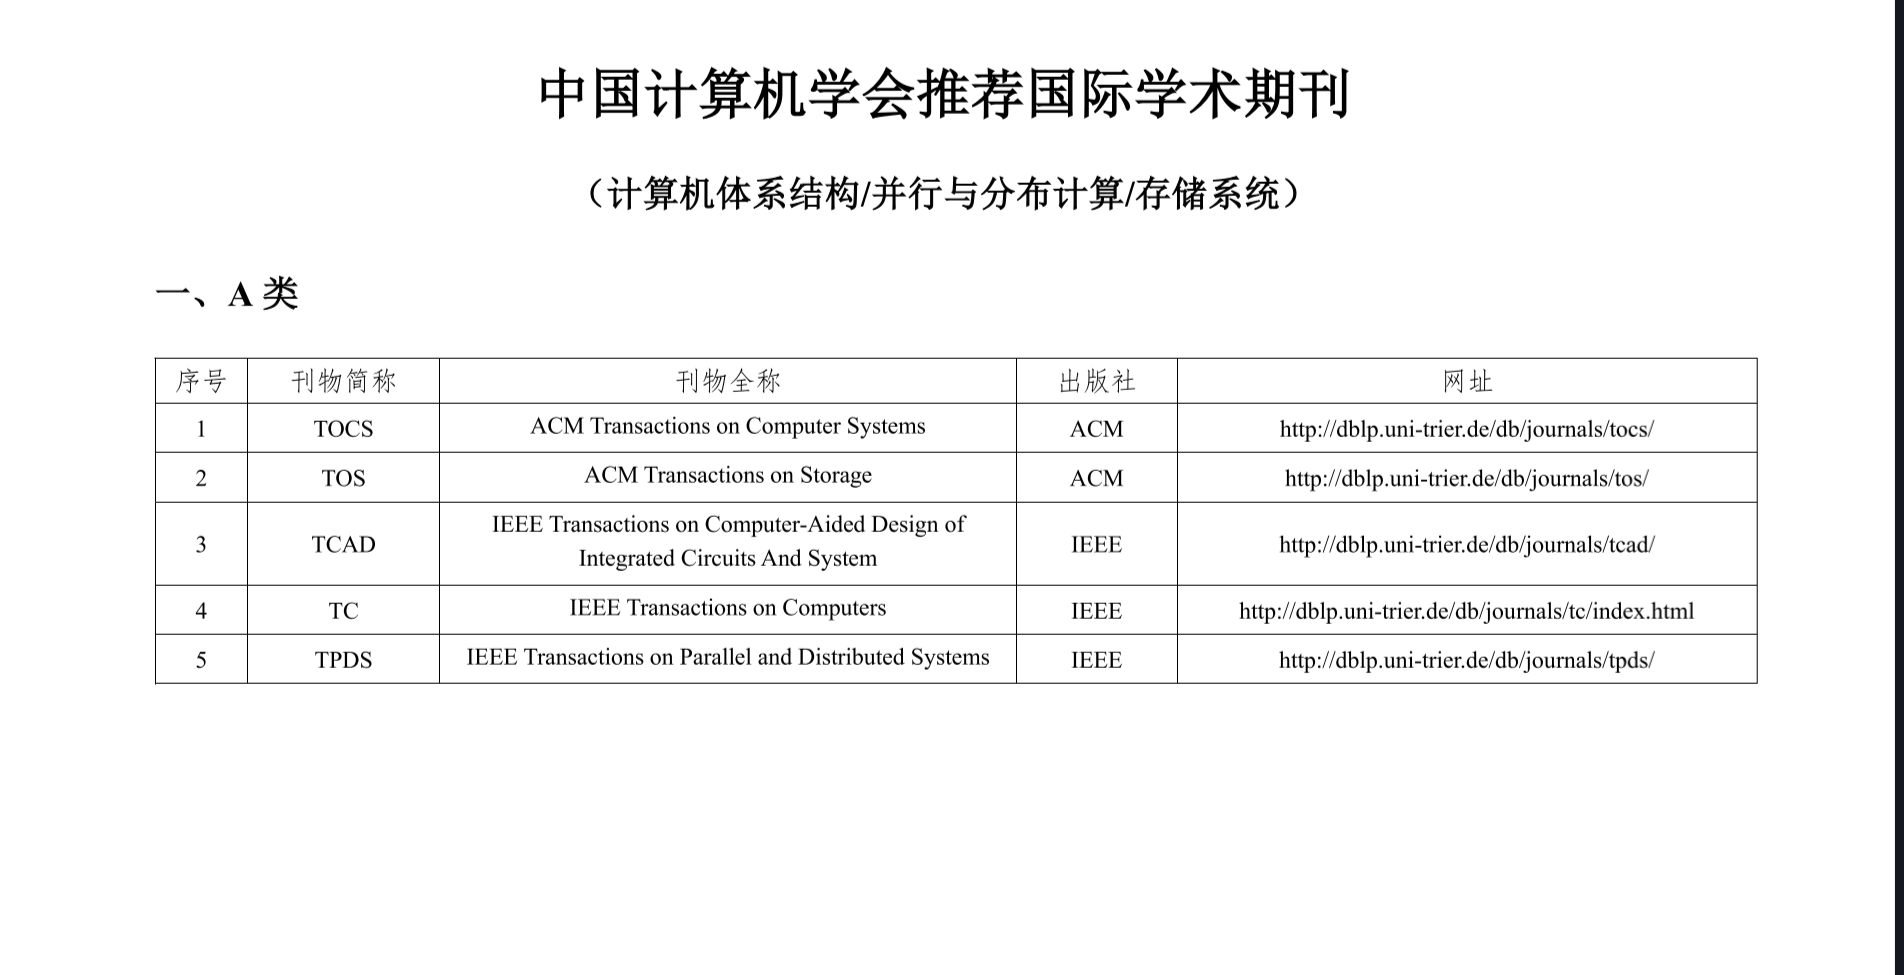 中国计算机学会推荐国际学术期刊
（计算机体系结构/并行与分布计算/存储系统）
一、A 类
序号 刊物简称 刊物全称 出版社 网址
1 TOCS ACM Transactions on Computer Systems ACM http://dblp.uni-trier.de/db/journals/tocs/
2 TOS ACM Transactions on Storage ACM http://dblp.uni-trier.de/db/journals/tos/
3 TCAD IEEE Transactions on Computer-Aided Design of
Integrated Circuits And System IEEE http://dblp.uni-trier.de/db/journals/tcad/
4 TC IEEE Transactions on Computers IEEE http://dblp.uni-trier.de/db/journals/tc/index.html
5 TPDS IEEE Transactions on Parallel and Distributed Systems IEEE http://dblp.uni-trier.de/db/journals/tpds/